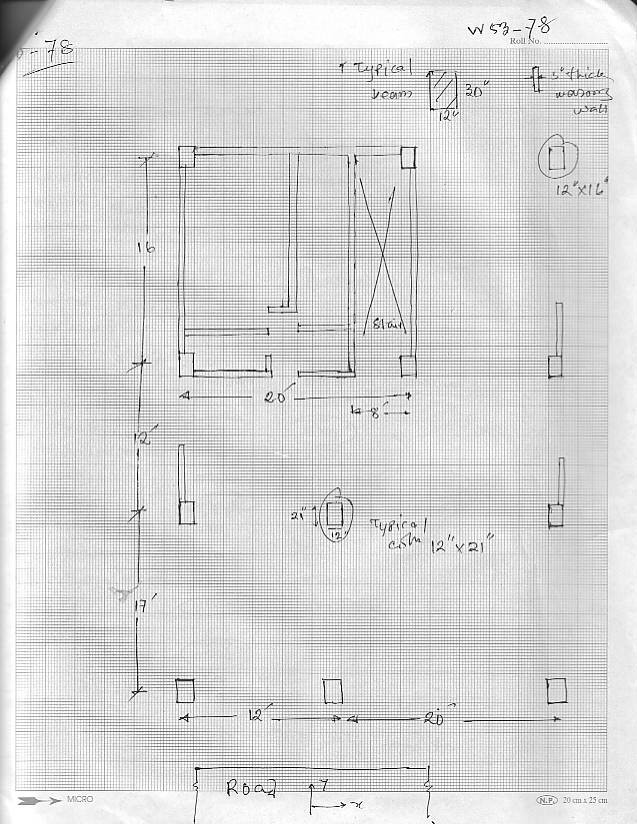 W53-78
Roll No.
-78
Typical
beam
30"
12"
5" thick
masonry
wall
12"x16"
16
Stair
20'
8'
12'
21"
12"
Typical
colm 12"x21"
17'
12'
20'
Road
Y
x
MICRO
N.P. 20 cm x 25 cm